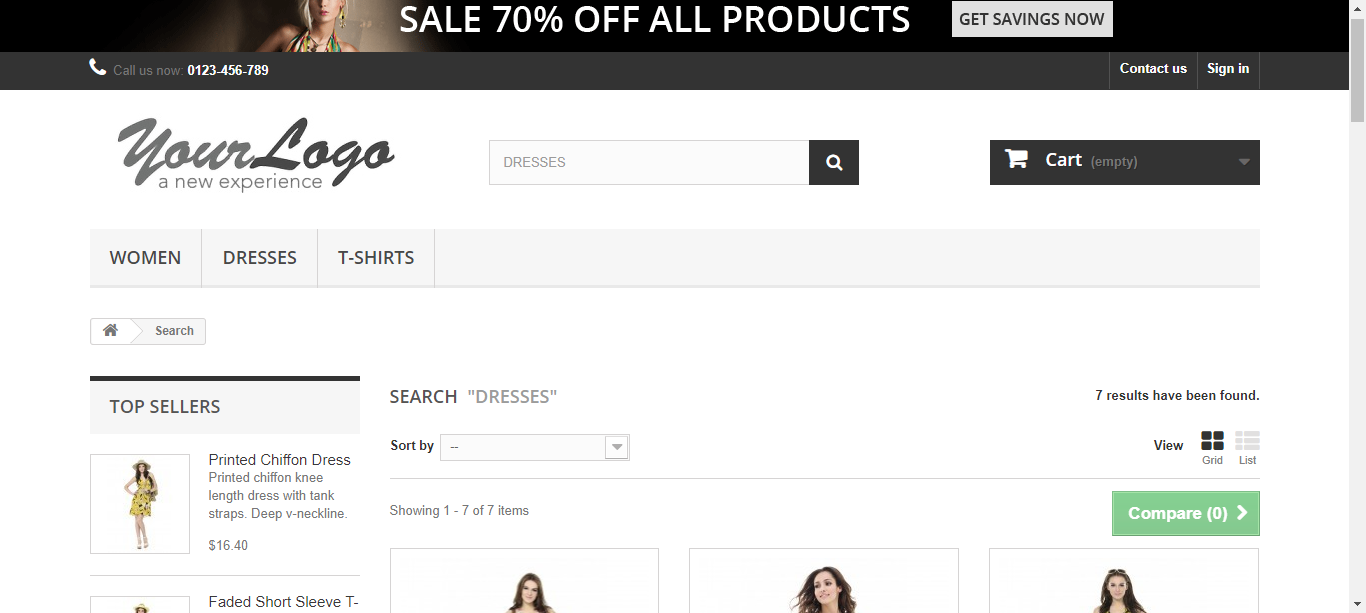 SALE 70% OFF ALL PRODUCTS GET SAVINGS NOW
Call us now: 0123-456-789 Contact us Sign in
YourLogo
a new experience
DRESSES
Cart (empty)
WOMEN DRESSES T-SHIRTS
Search
TOP SELLERS
Printed Chiffon Dress
Printed chiffon knee
length dress with tank
straps. Deep v-neckline.
$16.40
Faded Short Sleeve T-
SEARCH "DRESSES" 7 results have been found.
Sort by -- View Grid List
Showing 1 - 7 of 7 items Compare (0)